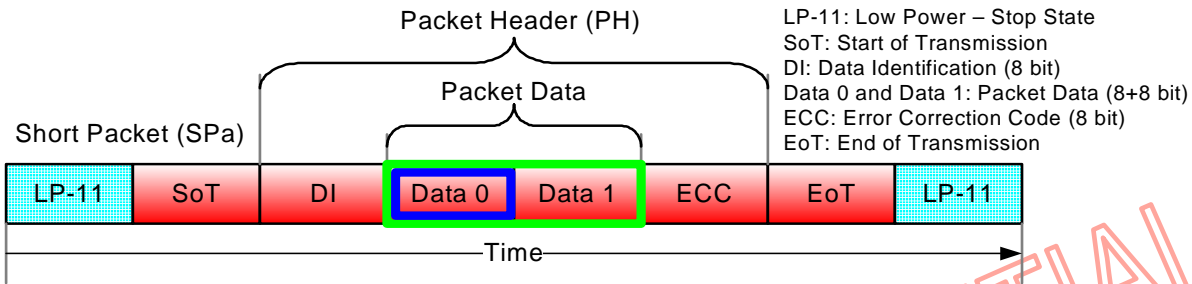 Packet Header (PH)
Packet Data
Short Packet (SPa)
LP-11: Low Power – Stop State
SoT: Start of Transmission
DI: Data Identification (8 bit)
Data 0 and Data 1: Packet Data (8+8 bit)
ECC: Error Correction Code (8 bit)
EoT: End of Transmission
LP-11 SoT DI Data 0 Data 1 ECC EoT LP-11
Time